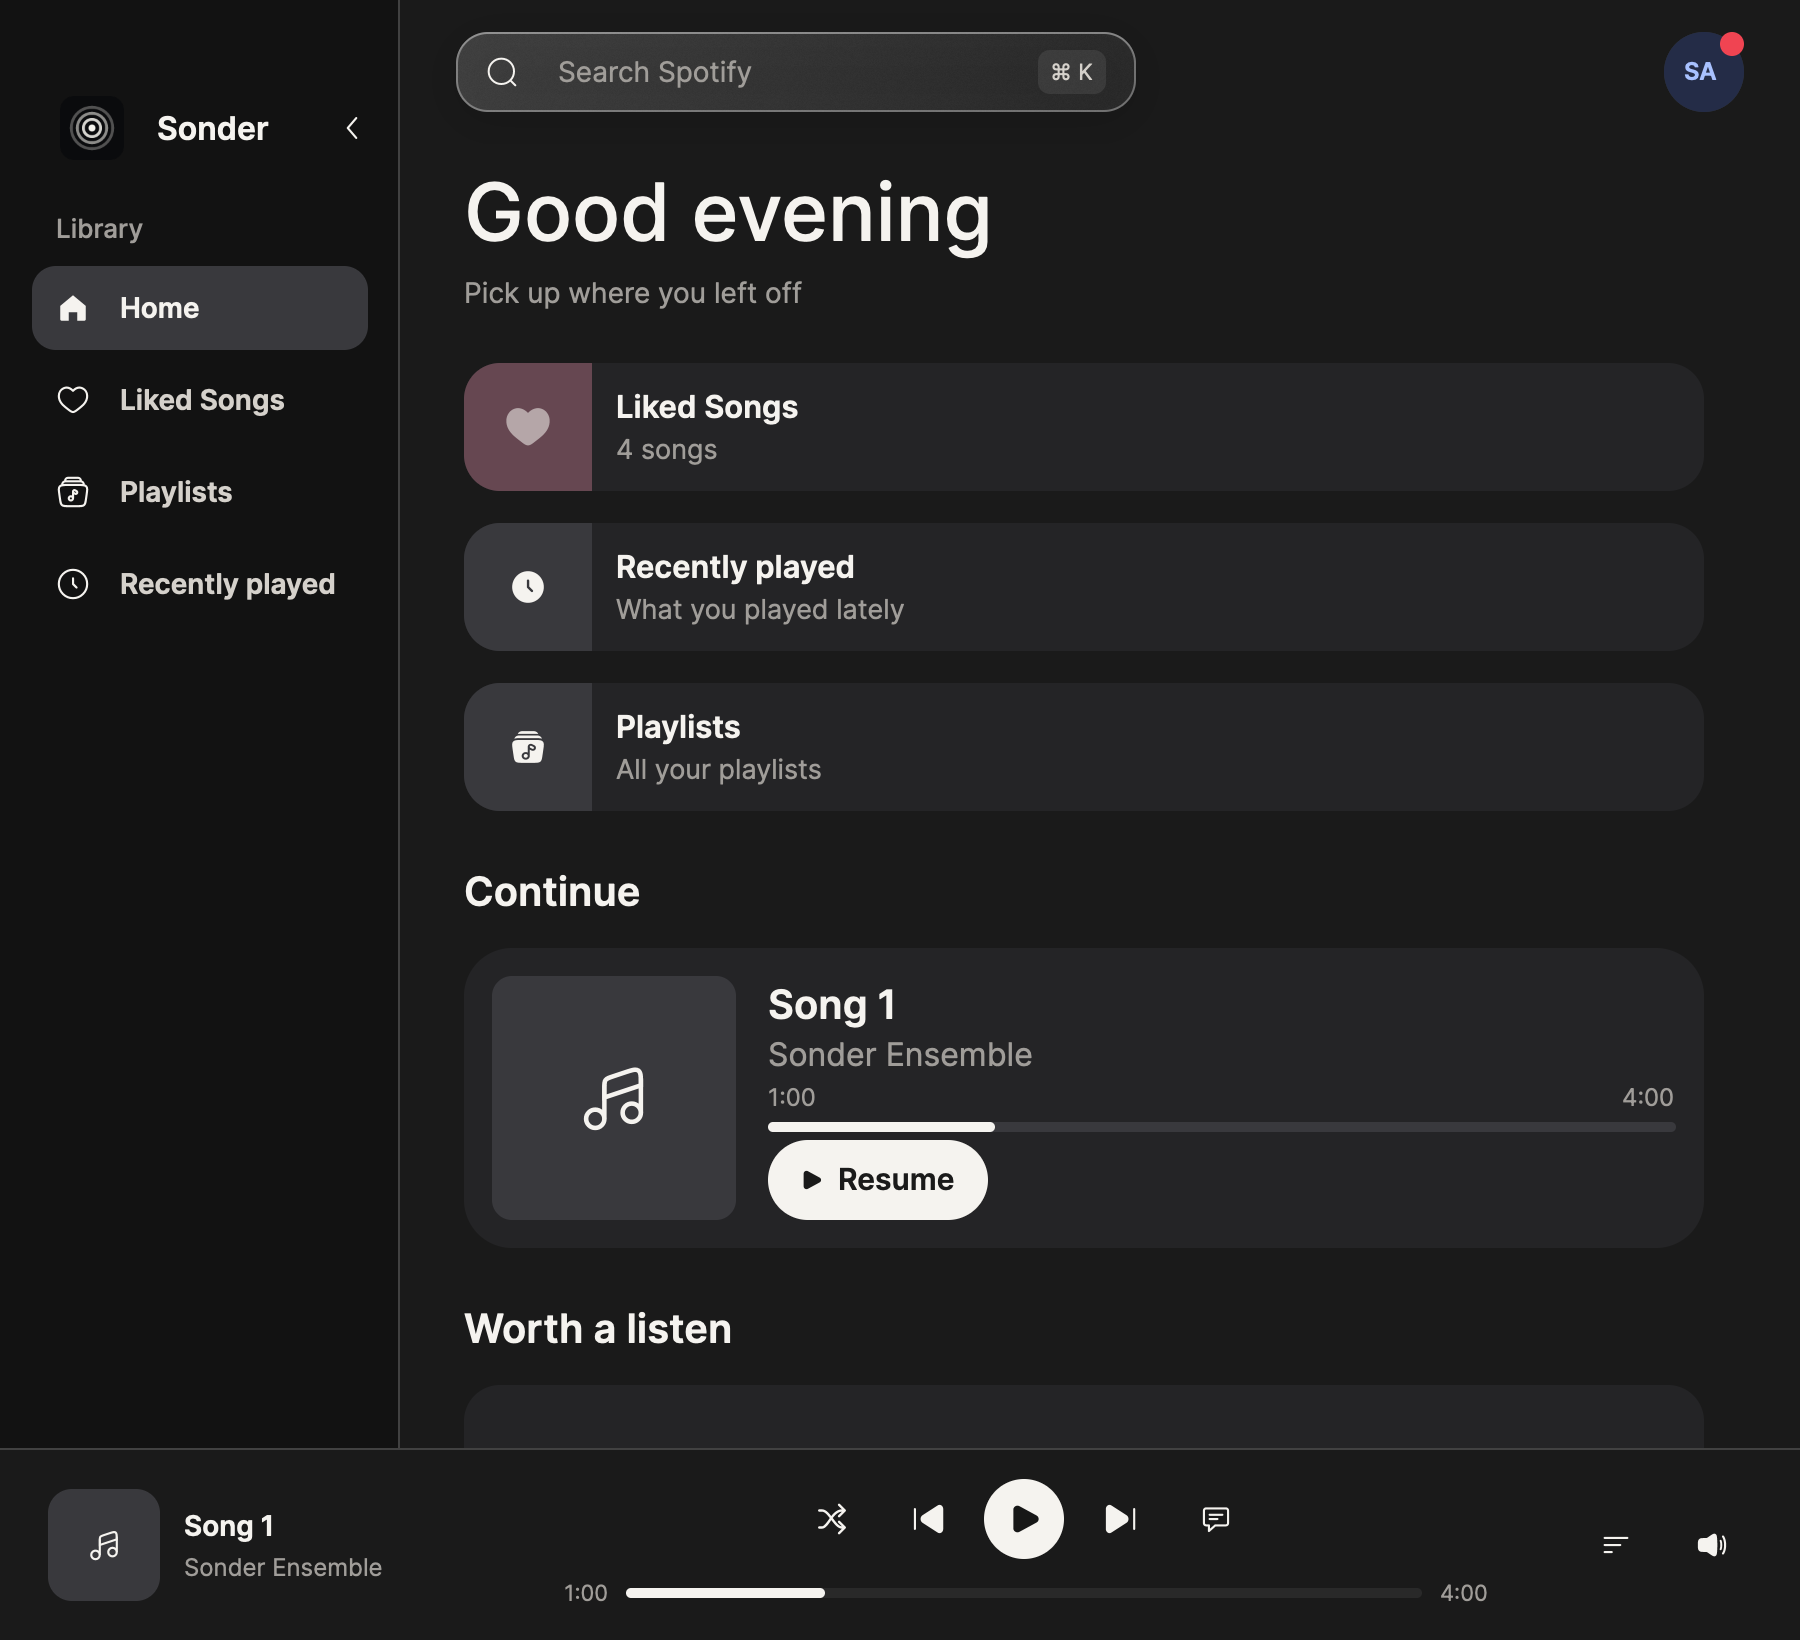 Sonder
Library
Home
Liked Songs
Playlists
Recently played
Search Spotify
⌘ K
SA
Good evening
Pick up where you left off
Liked Songs
4 songs
Recently played
What you played lately
Playlists
All your playlists
Continue
Song 1
Sonder Ensemble
1:00
4:00
Resume
Worth a listen
Song 1
Sonder Ensemble
1:00
4:00